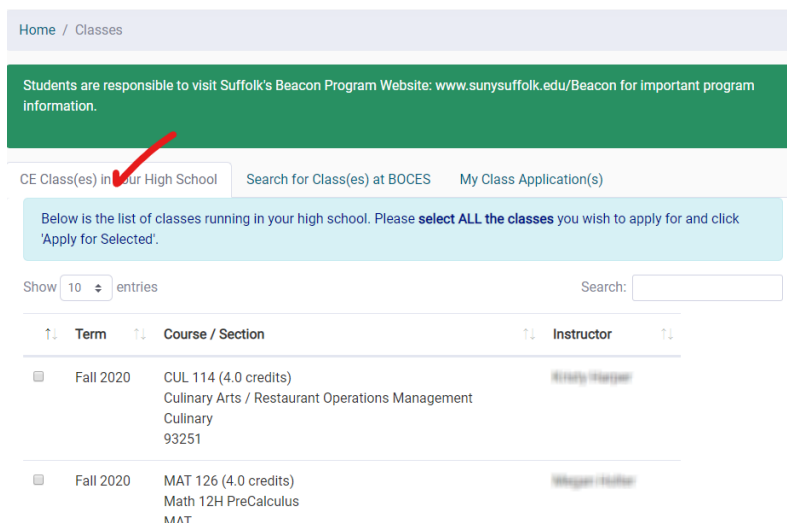 Home / Classes
Students are responsible to visit Suffolk's Beacon Program Website: www.sunysuffolk.edu/Beacon for important program
information.
CE Class(es) in your High School Search for Class(es) at BOCES My Class Application(s)
Below is the list of classes running in your high school. Please select ALL the classes you wish to apply for and click
'Apply for Selected'.
Show 10 entries Search:
Term Course / Section Instructor
Fall 2020 CUL 114 (4.0 credits)
Culinary Arts / Restaurant Operations Management
Culinary
93251
Fall 2020 MAT 126 (4.0 credits)
Math 12H PreCalculus
MAT